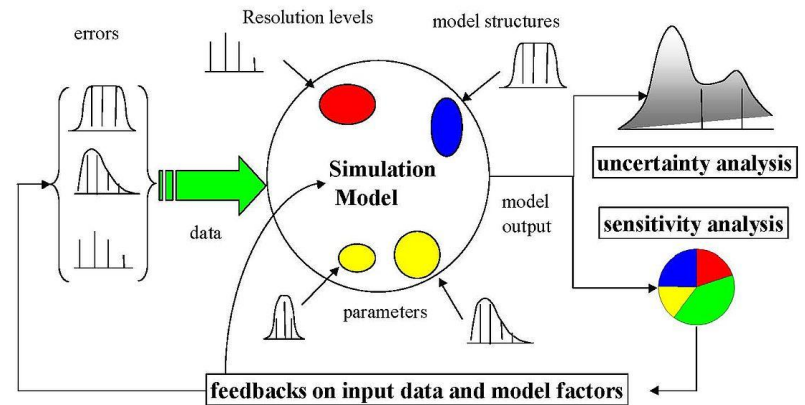 Resolution levels
model structures
errors
Simulation
Model
uncertainty analysis
data
model
output
sensitivity analysis
parameters
feedbacks on input data and model factors